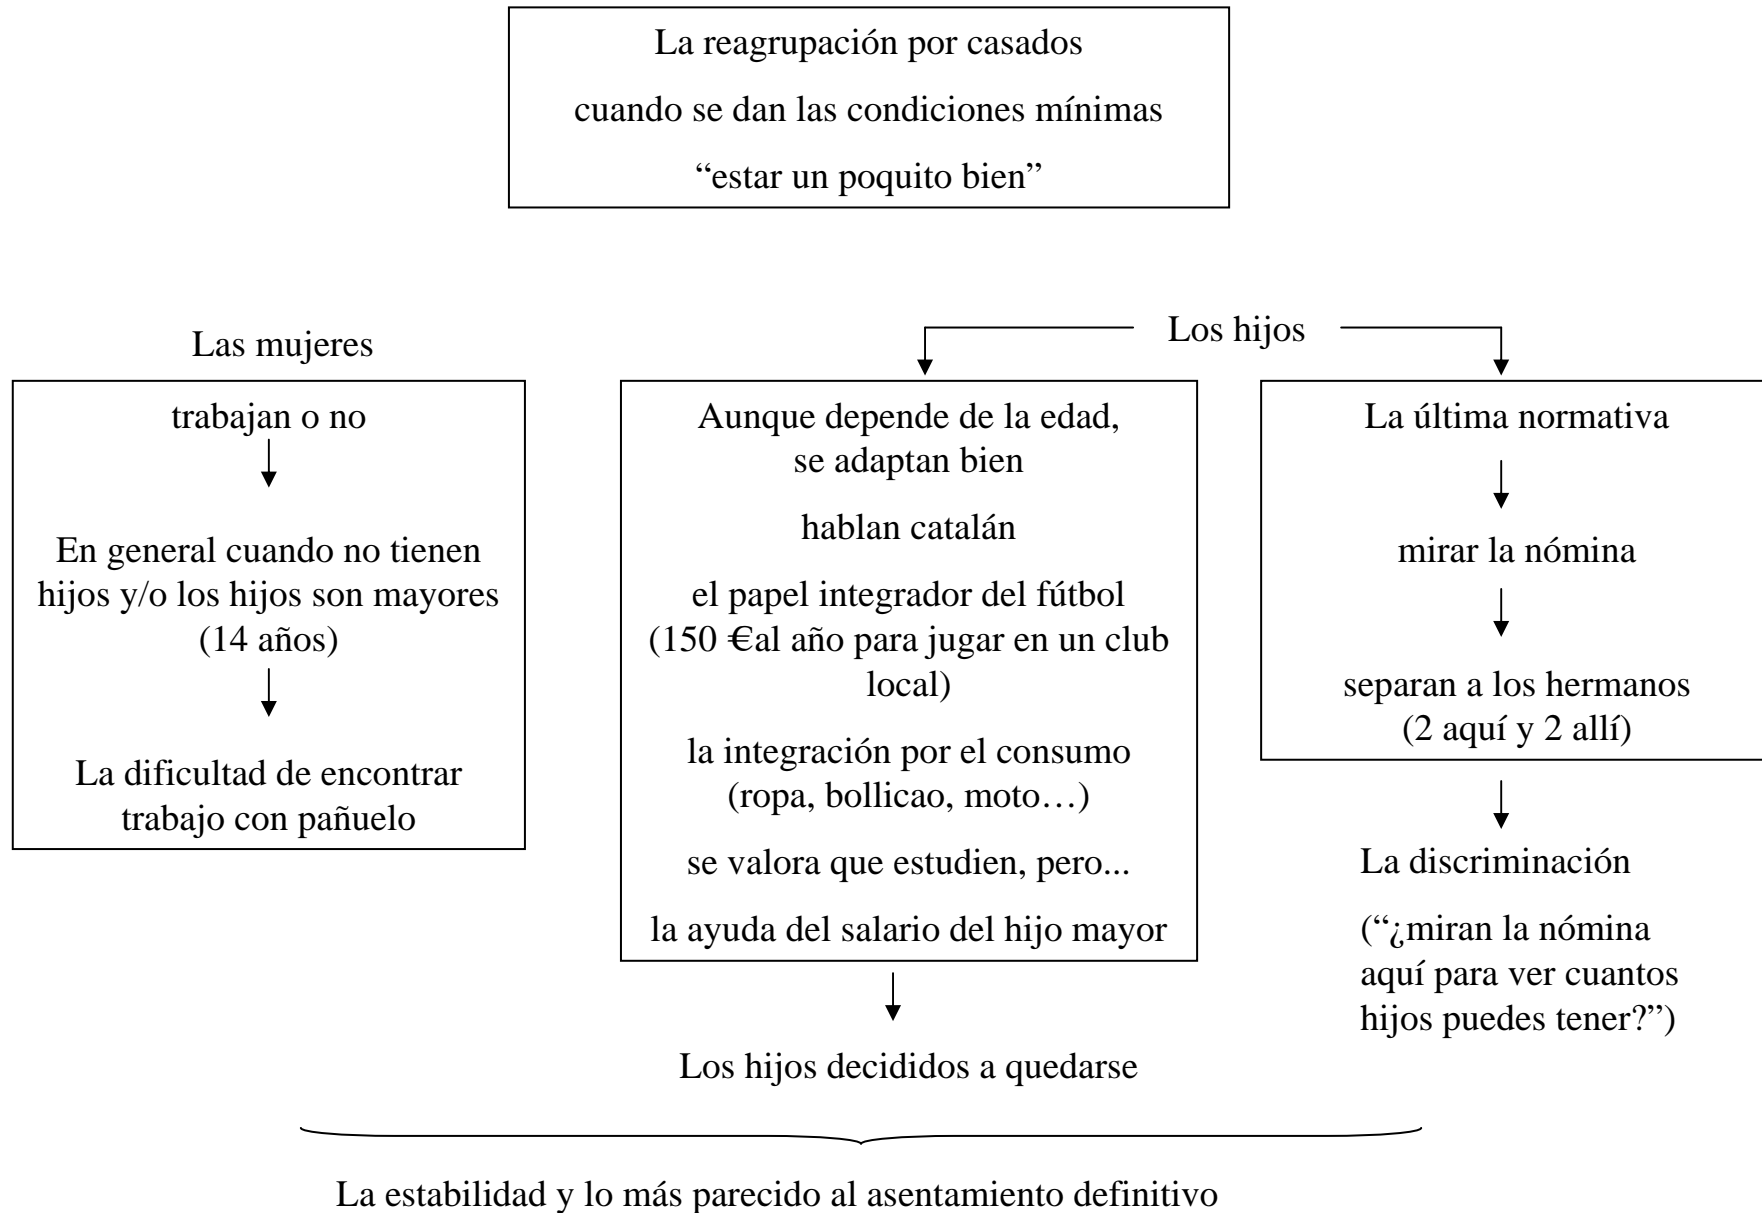 La reagrupación por casados
cuando se dan las condiciones mínimas
“estar un poquito bien”
Las mujeres
trabajan o no
En general cuando no tienen
hijos y/o los hijos son mayores
(14 años)
La dificultad de encontrar
trabajo con pañuelo
Los hijos
Aunque depende de la edad,
se adaptan bien
hablan catalán
el papel integrador del fútbol
(150 €al año para jugar en un club
local)
la integración por el consumo
(ropa, bollicao, moto…)
se valora que estudien, pero...
la ayuda del salario del hijo mayor
Los hijos decididos a quedarse
La última normativa
mirar la nómina
separan a los hermanos
(2 aquí y 2 allí)
La discriminación
(“¿miran la nómina
aquí para ver cuantos
hijos puedes tener?”)
La estabilidad y lo más parecido al asentamiento definitivo